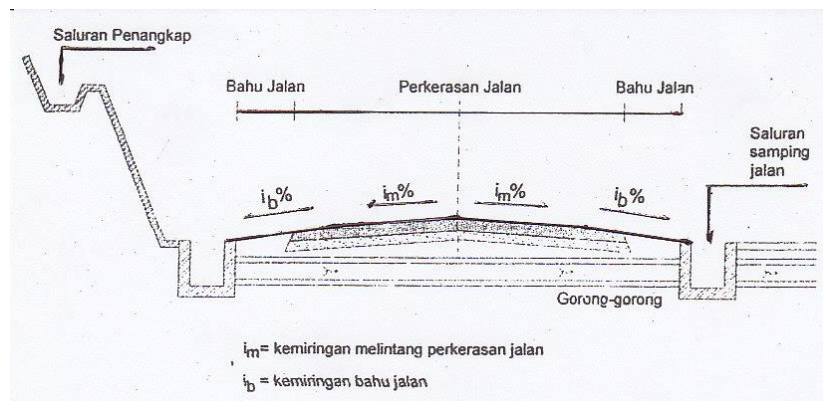 Saluran Penangkap
Bahu Jalan
Perkerasan Jalan
Bahu Jalan
Saluran
samping
jalan
ib%
im%
im%
ib%
Gorong-gorong
im= kemiringan melintang perkerasan jalan
ib = kemiringan bahu jalan